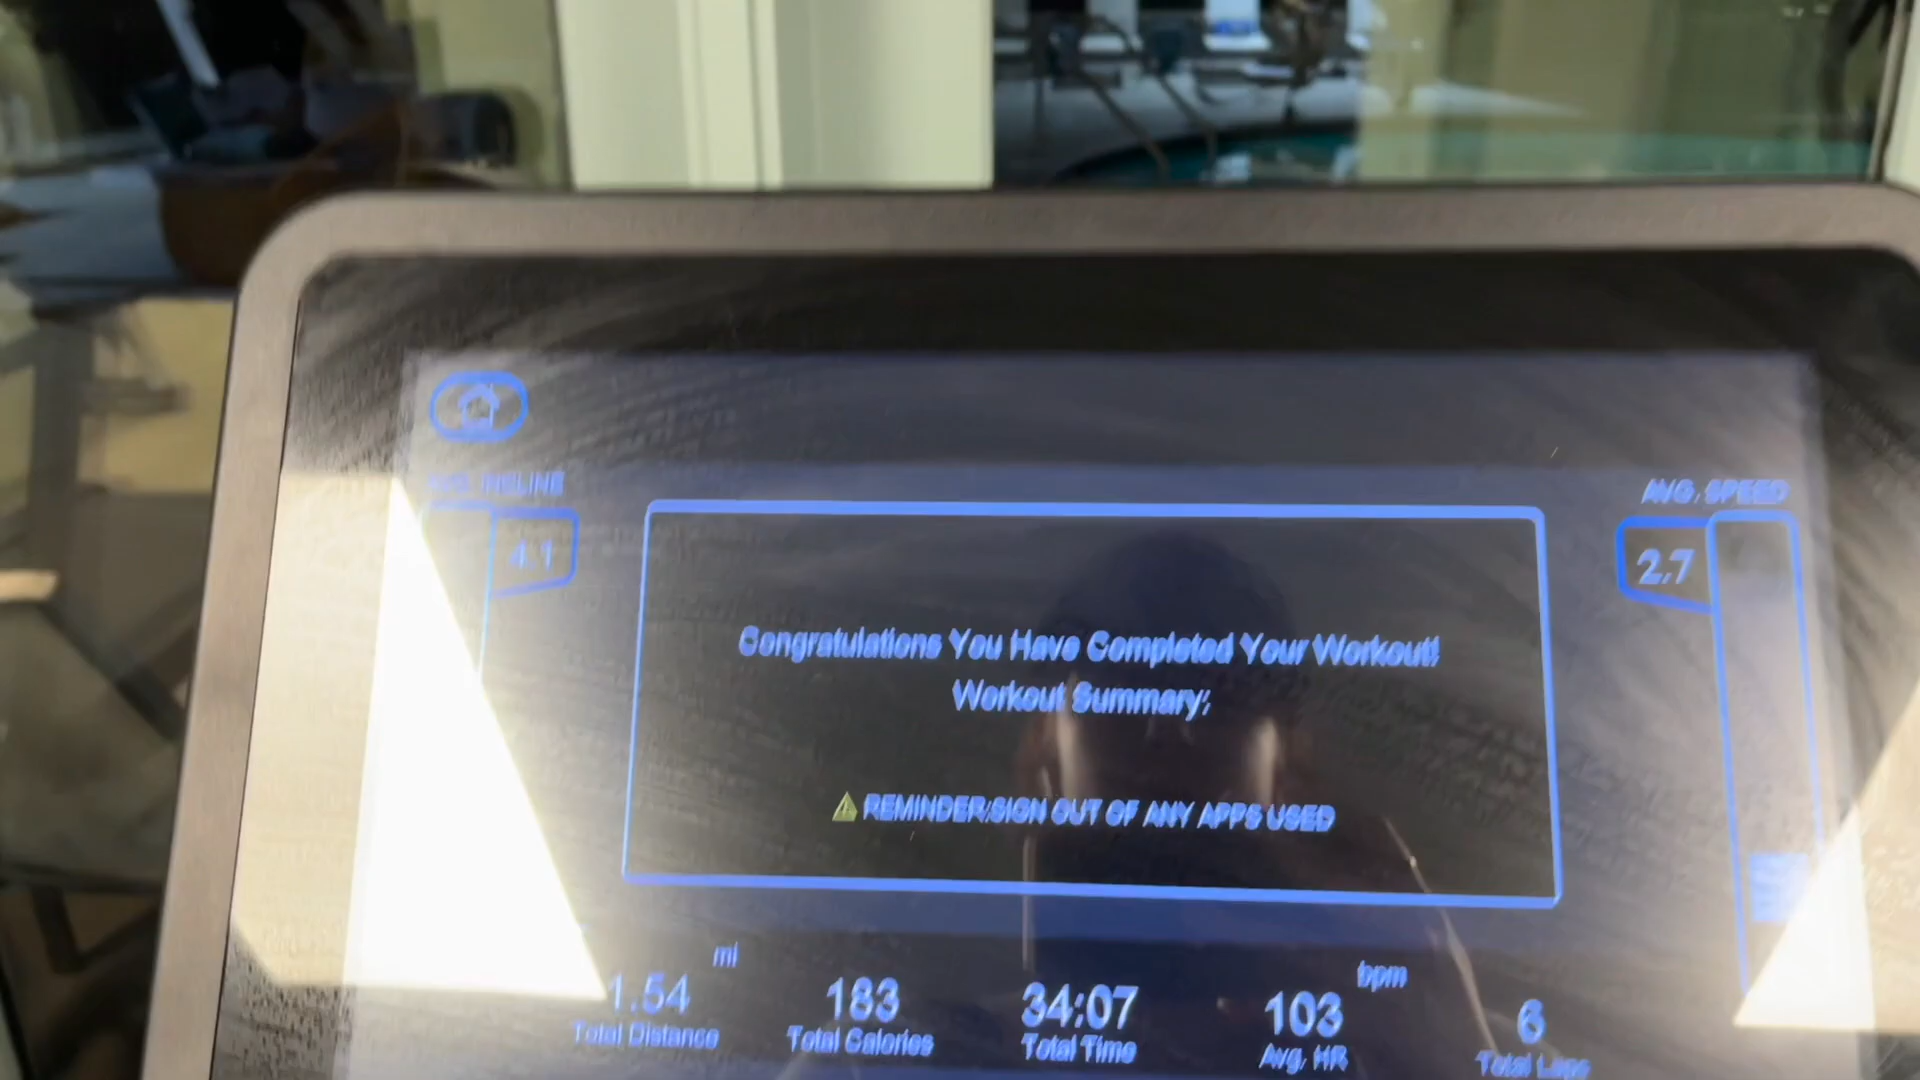 AVG. INCLINE
4.1
AVG. SPEED
2.7
Congratulations You Have Completed Your Workout!
Workout Summary:
REMINDER:SIGN OUT OF ANY APPS USED
mi
1.54
Total Distance
183
Total Calories
34:07
Total Time
bpm
103
Avg. HR
6
Total Laps